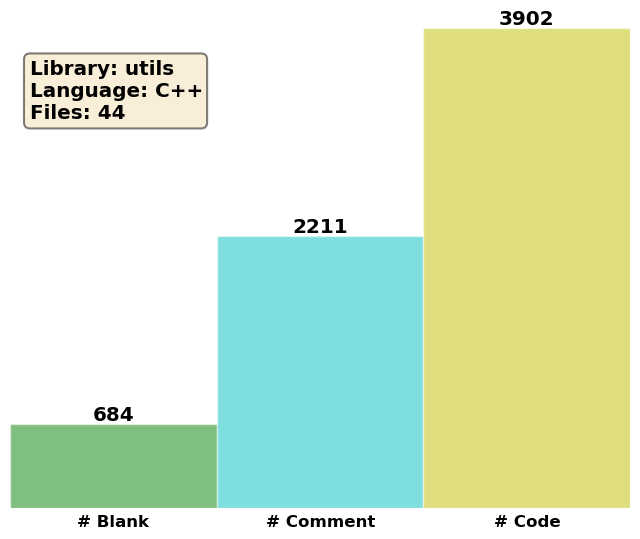 3902
Library: utils
Language: C++
Files: 44
2211
684
# Blank
# Comment
# Code